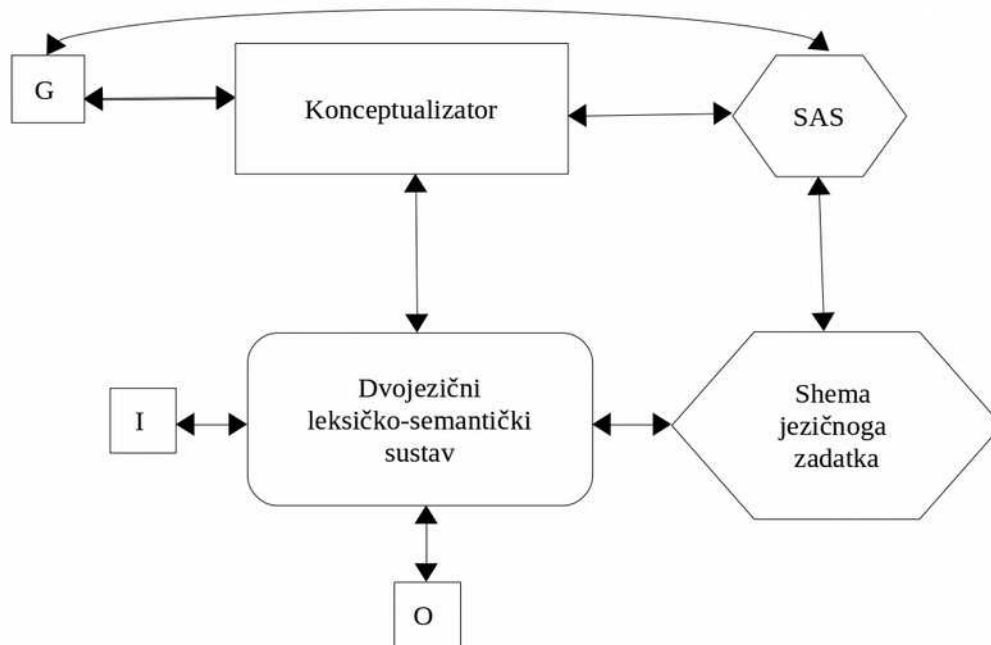 G
Konceptualizator
SAS
I
Dvojezični
leksičko-semantički
sustav
Shema
jezičnoga
zadatka
O